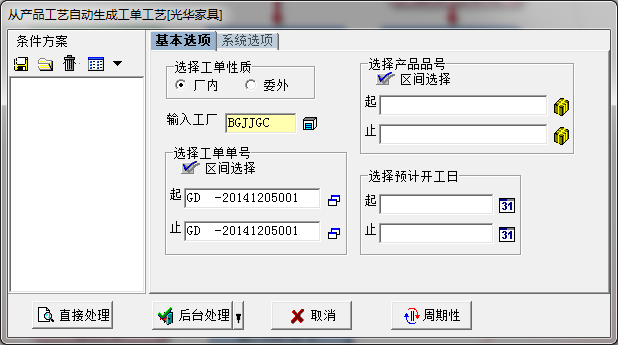 从产品工艺自动生成工单工艺[光华家具]
条件方案
基本选项 系统选项
选择工单性质
厂内 委外
输入工厂 BGJJGC
选择工单单号
区间选择
起 GD -20141205001
止 GD -20141205001
选择产品品号
区间选择
起
止
选择预计开工日
起 31
止 31
直接处理 后台处理 取消 周期性